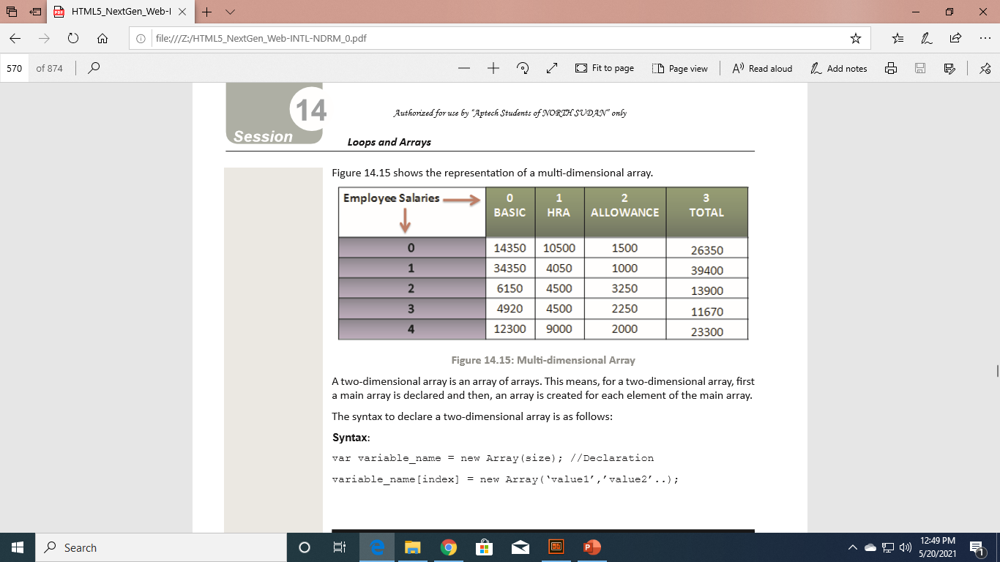 HTML5_NextGen_Web-I
file:///Z:/HTML5_NextGen_Web-INTL-NDRM_0.pdf
570 of 874
Fit to page
Page view
Read aloud
Add notes
14
Session
Authorized for use by "Aptech Students of NORTH SUDAN" only
Loops and Arrays
Figure 14.15 shows the representation of a multi-dimensional array.
Employee Salaries 0 1 2 3
BASIC HRA ALLOWANCE TOTAL
0 14350 10500 1500 26350
1 34350 4050 1000 39400
2 6150 4500 3250 13900
3 4920 4500 2250 11670
4 12300 9000 2000 23300
Figure 14.15: Multi-dimensional Array
A two-dimensional array is an array of arrays. This means, for a two-dimensional array, first
a main array is declared and then, an array is created for each element of the main array.
The syntax to declare a two-dimensional array is as follows:
Syntax:
var variable_name = new Array(size); //Declaration
variable_name[index] = new Array(‘value1’,’value2’..);
Search
12:49 PM
5/20/2021
1